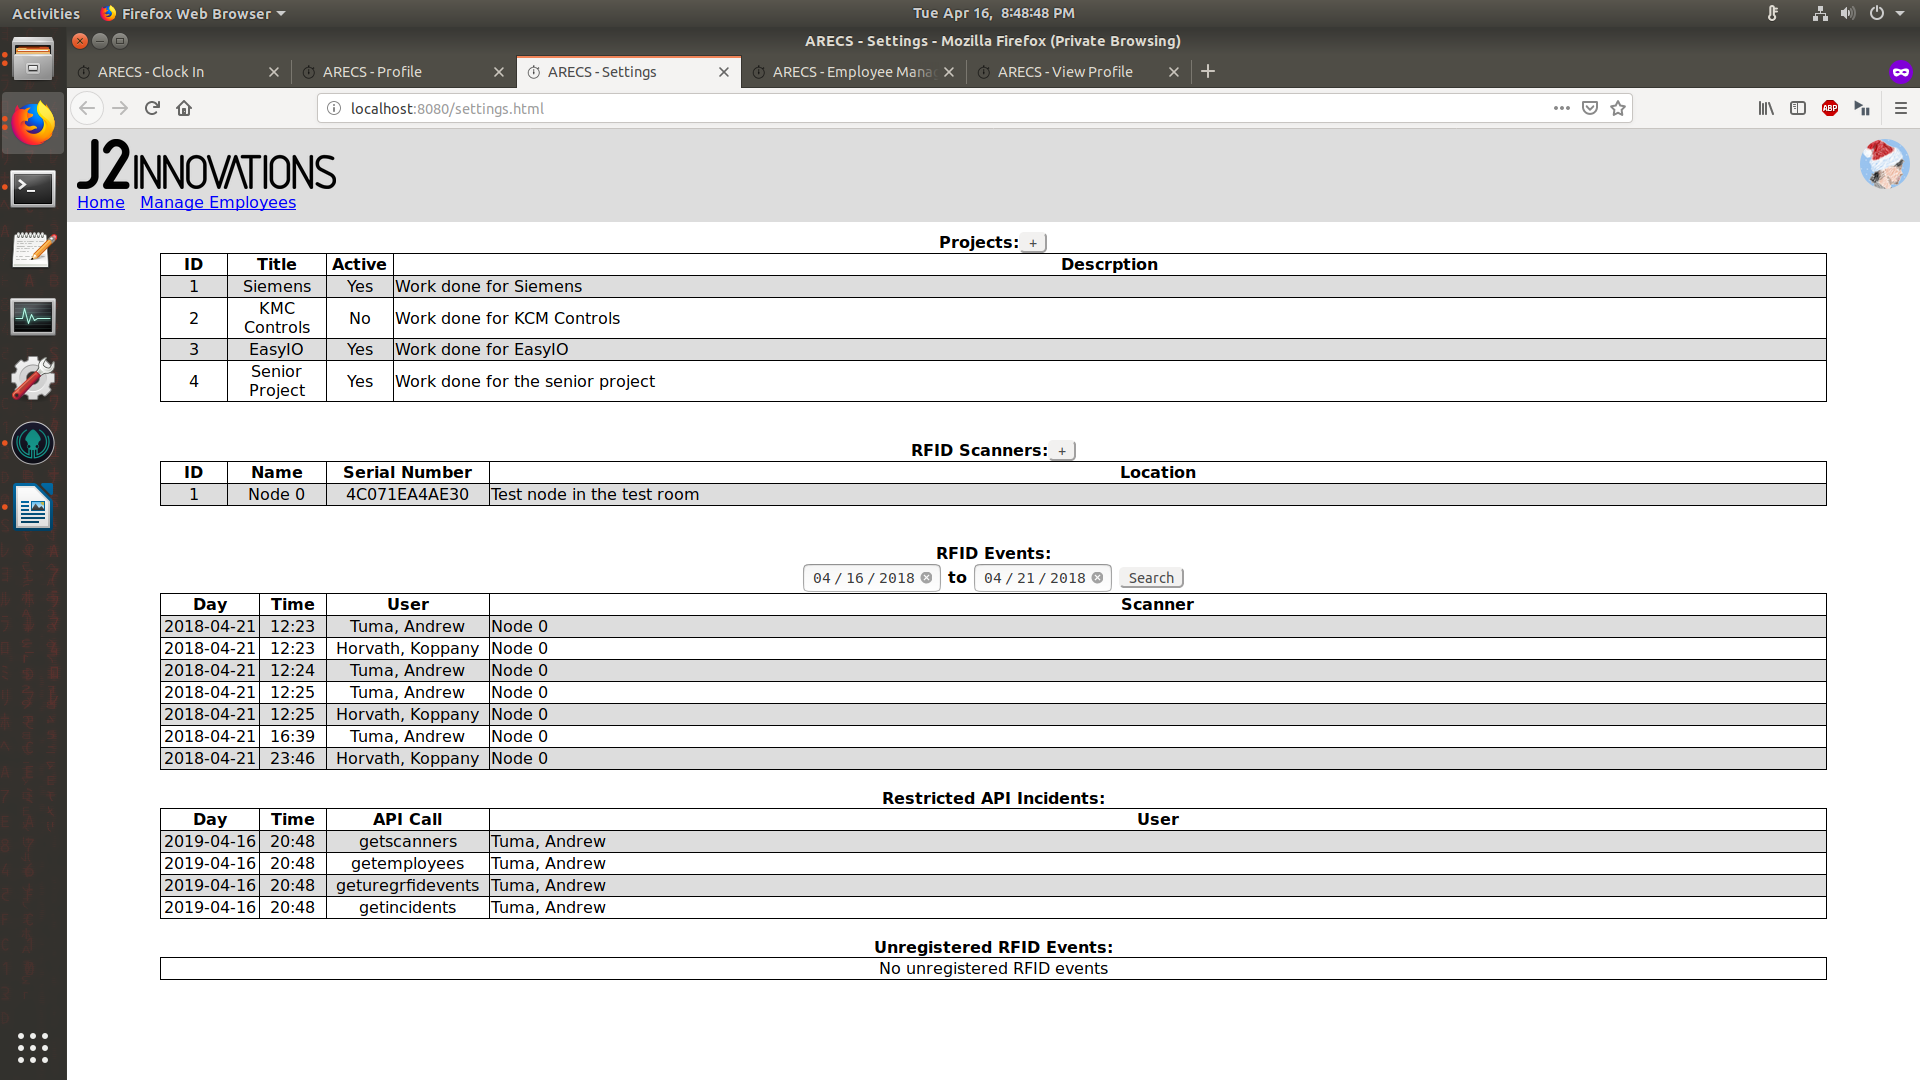 Activities Firefox Web Browser Tue Apr 16, 8:48:48 PM
ARECS - Settings - Mozilla Firefox (Private Browsing)
ARECS - Clock In ARECS - Profile ARECS - Settings ARECS - Employee Mana ARECS - View Profile
localhost:8080/settings.html ABP
J2INNOVATIONS
Home Manage Employees
Projects: +
ID Title Active Descrption
1 Siemens Yes Work done for Siemens
2 KMC Controls No Work done for KCM Controls
3 EasyIO Yes Work done for EasyIO
4 Senior Project Yes Work done for the senior project
RFID Scanners: +
ID Name Serial Number Location
1 Node 0 4C071EA4AE30 Test node in the test room
RFID Events:
04 / 16 / 2018 to 04 / 21 / 2018 Search
Day Time User Scanner
2018-04-21 12:23 Tuma, Andrew Node 0
2018-04-21 12:23 Horvath, Koppany Node 0
2018-04-21 12:24 Tuma, Andrew Node 0
2018-04-21 12:25 Tuma, Andrew Node 0
2018-04-21 12:25 Horvath, Koppany Node 0
2018-04-21 16:39 Tuma, Andrew Node 0
2018-04-21 23:46 Horvath, Koppany Node 0
Restricted API Incidents:
Day Time API Call User
2019-04-16 20:48 getscanners Tuma, Andrew
2019-04-16 20:48 getemployees Tuma, Andrew
2019-04-16 20:48 geturegrfidevents Tuma, Andrew
2019-04-16 20:48 getincidents Tuma, Andrew
Unregistered RFID Events:
No unregistered RFID events